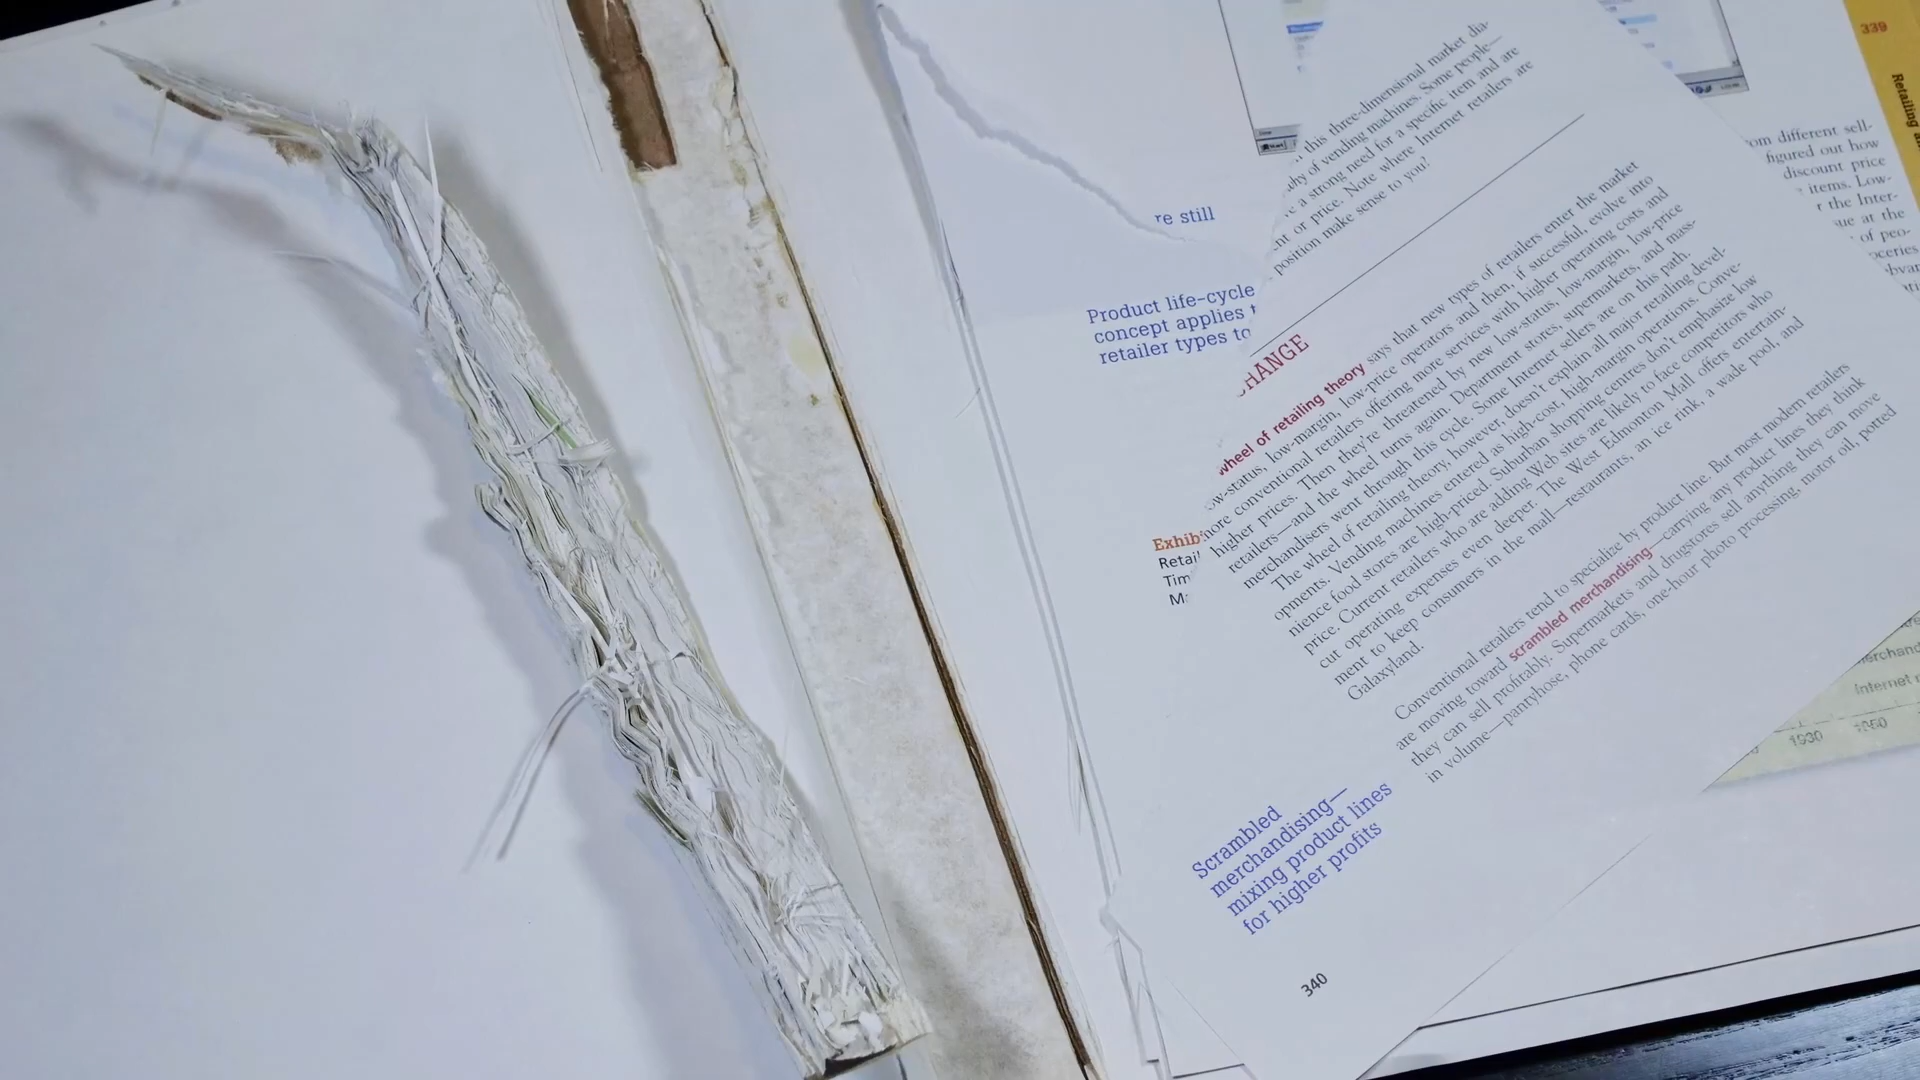 this three-dimensional market dia-
of vending machines. Some people—
a strong need for a specific item and are
or price. Note where Internet retailers are
position make sense to you?
wheel of retailing theory says that new types of retailers enter the market
low-margin, low-price operators and then, if successful, evolve into
conventional retailers offering more services with higher operating costs and
higher prices. Then they're threatened by new low-status, low-margin, low-price
retailers—and the wheel turns again. Department stores, supermarkets, and mass-
merchandisers went through this cycle. Some Internet sellers are on this path.
The wheel of retailing theory, however, doesn't explain all major retailing devel-
opments. Vending machines entered as high-cost, high-margin operations. Conve-
nience food stores are high-priced. Suburban shopping centres don't emphasize low
price. Current retailers who are adding Web sites are likely to face competitors who
cut operating expenses even deeper. The West Edmonton Mall offers entertain-
ment to keep consumers in the mall—restaurants, an ice rink, a wade pool, and
Galaxyland.
Conventional retailers tend to specialize by product line. But most modern retailers
are moving toward scrambled merchandising—carrying any product lines they think
they can sell profitably. Supermarkets and drugstores sell anything they can move
in volume—pantyhose, phone cards, one-hour photo processing, motor oil, potted
Scrambled
merchandising—
mixing product lines
for higher profits
340
re still
Product life-cycle
concept applies
retailer types to
339
Retailing
from different sell-
figured out how
discount price
items. Low-
the Inter-
at the
of peo-
Internet
1930